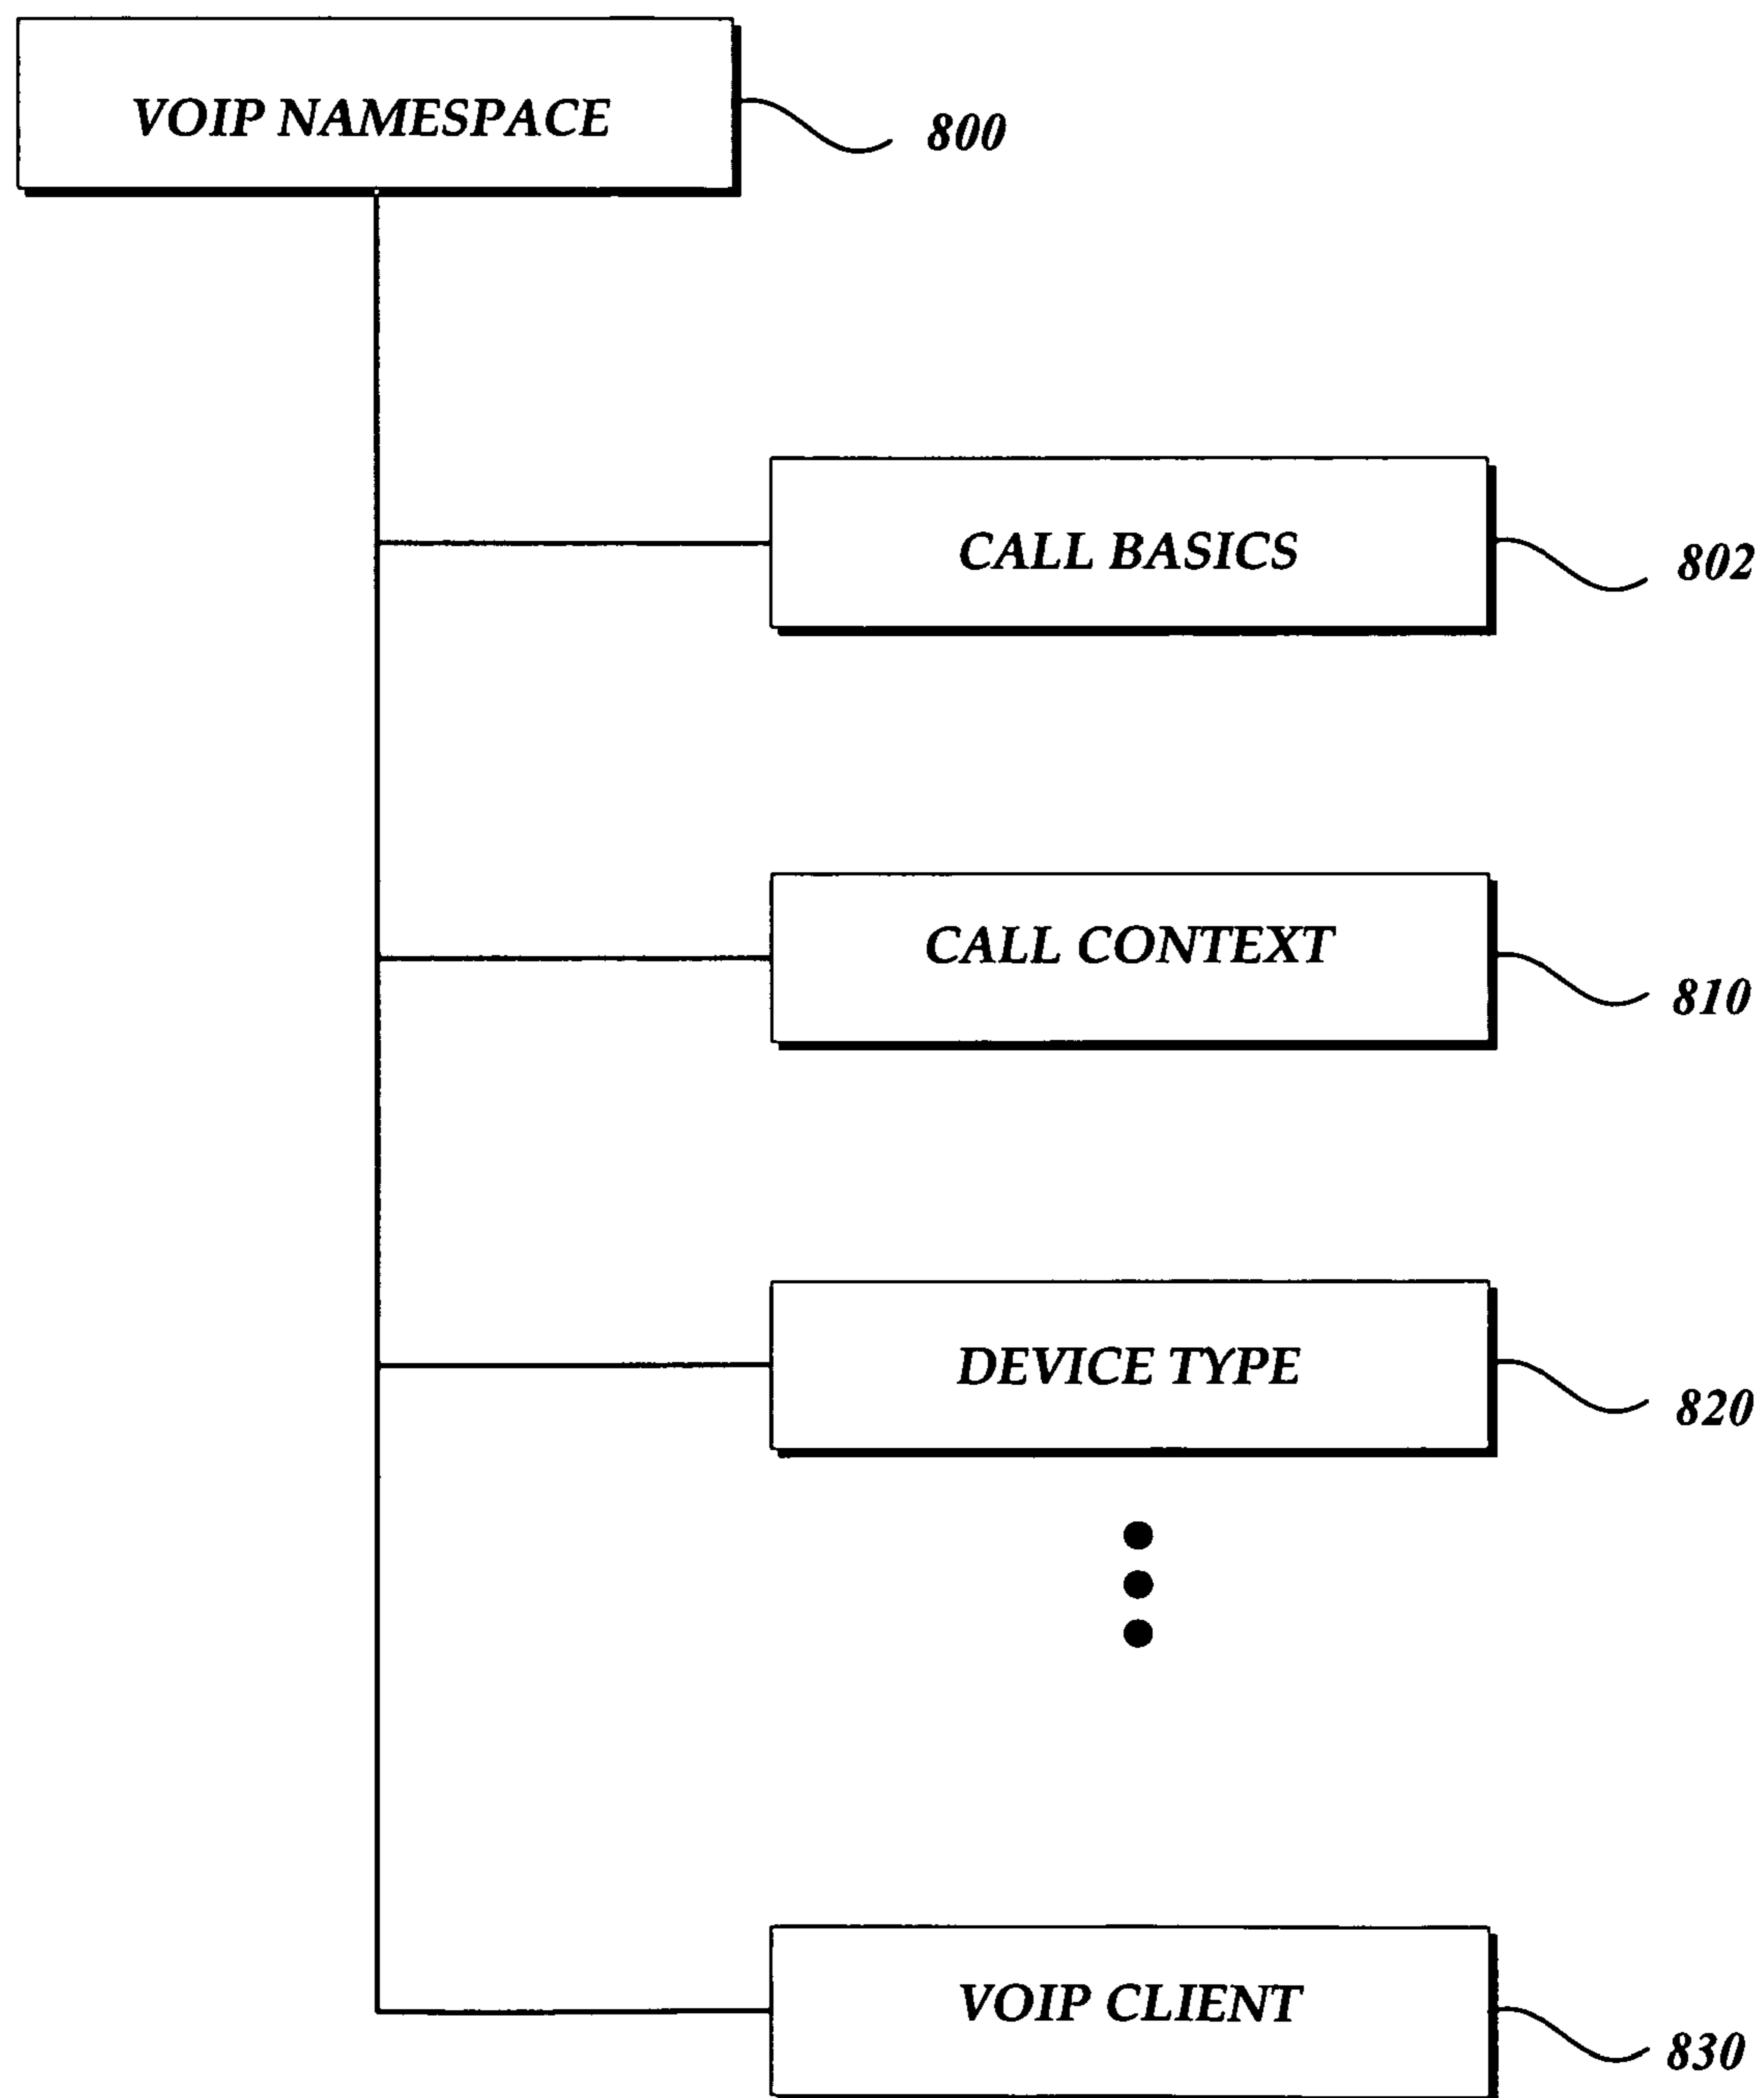 VOIP NAMESPACE
800
CALL BASICS
802
CALL CONTEXT
810
DEVICE TYPE
820
VOIP CLIENT
830